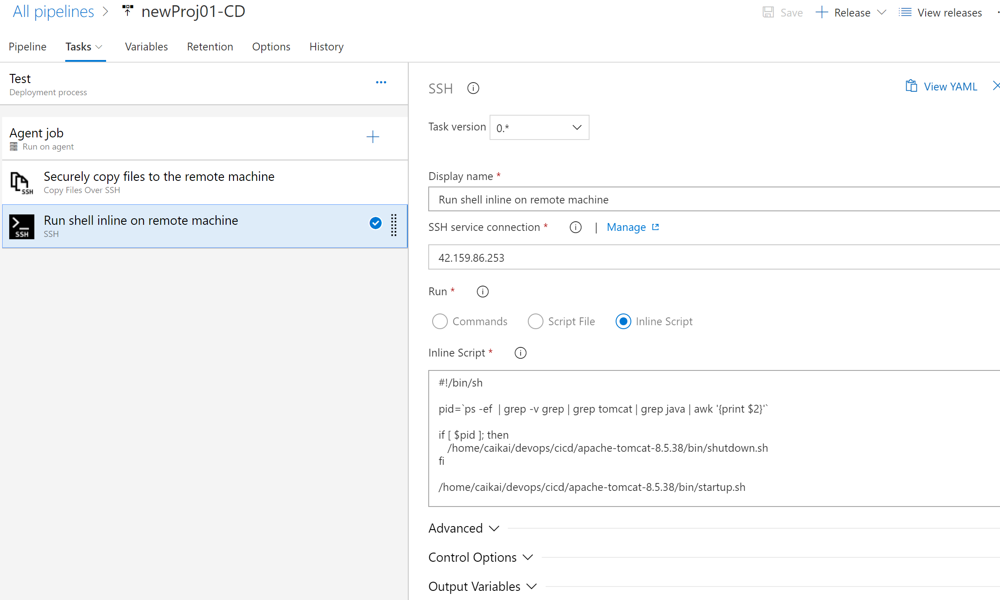 All pipelines > newProj01-CD
Save
Release
View releases
Pipeline
Tasks
Variables
Retention
Options
History
Test
Deployment process
Agent job
Run on agent
SSH
Securely copy files to the remote machine
Copy Files Over SSH
SSH
Run shell inline on remote machine
SSH
SSH
View YAML
Task version
0.*
Display name *
Run shell inline on remote machine
SSH service connection *
| Manage
42.159.86.253
Run *
Commands
Script File
Inline Script
Inline Script *
#!/bin/sh
pid=`ps -ef  | grep -v grep | grep tomcat | grep java | awk '{print $2}'`
if [ $pid ]; then
   /home/caikai/devops/cicd/apache-tomcat-8.5.38/bin/shutdown.sh
fi
/home/caikai/devops/cicd/apache-tomcat-8.5.38/bin/startup.sh
Advanced
Control Options
Output Variables